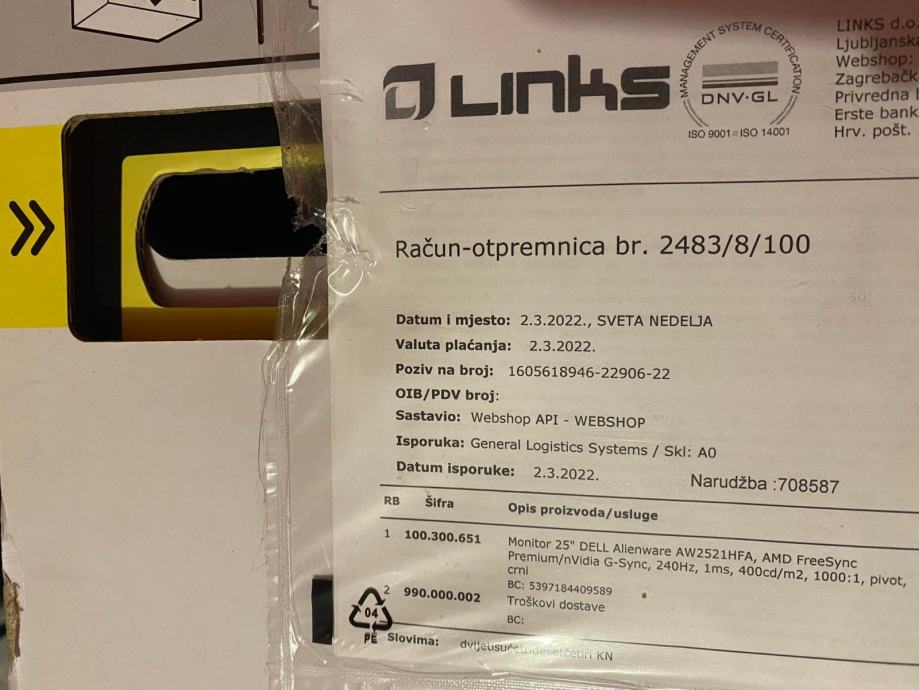 LINKS
MANAGEMENT SYSTEM CERTIFICATION
DNV·GL
ISO 9001=ISO 14001
LINKS d.o.
Ljubljanska
Webshop:
Zagrebačk
Privredna b
Erste bank
Hrv. pošt.
Račun-otpremnica br. 2483/8/100
Datum i mjesto: 2.3.2022., SVETA NEDELJA
Valuta plaćanja: 2.3.2022.
Poziv na broj: 1605618946-22906-22
OIB/PDV broj:
Sastavio: Webshop API - WEBSHOP
Isporuka: General Logistics Systems / Skl: A0
Datum isporuke: 2.3.2022.
Narudžba :708587
RB Šifra Opis proizvoda/usluge
1 100.300.651 Monitor 25" DELL Alienware AW2521HFA, AMD FreeSync
Premium/nVidia G-Sync, 240Hz, 1ms, 400cd/m2, 1000:1, pivot,
crni
BC: 5397184409589
2 990.000.002 Troškovi dostave
BC:
04
PE
Slovima: KN